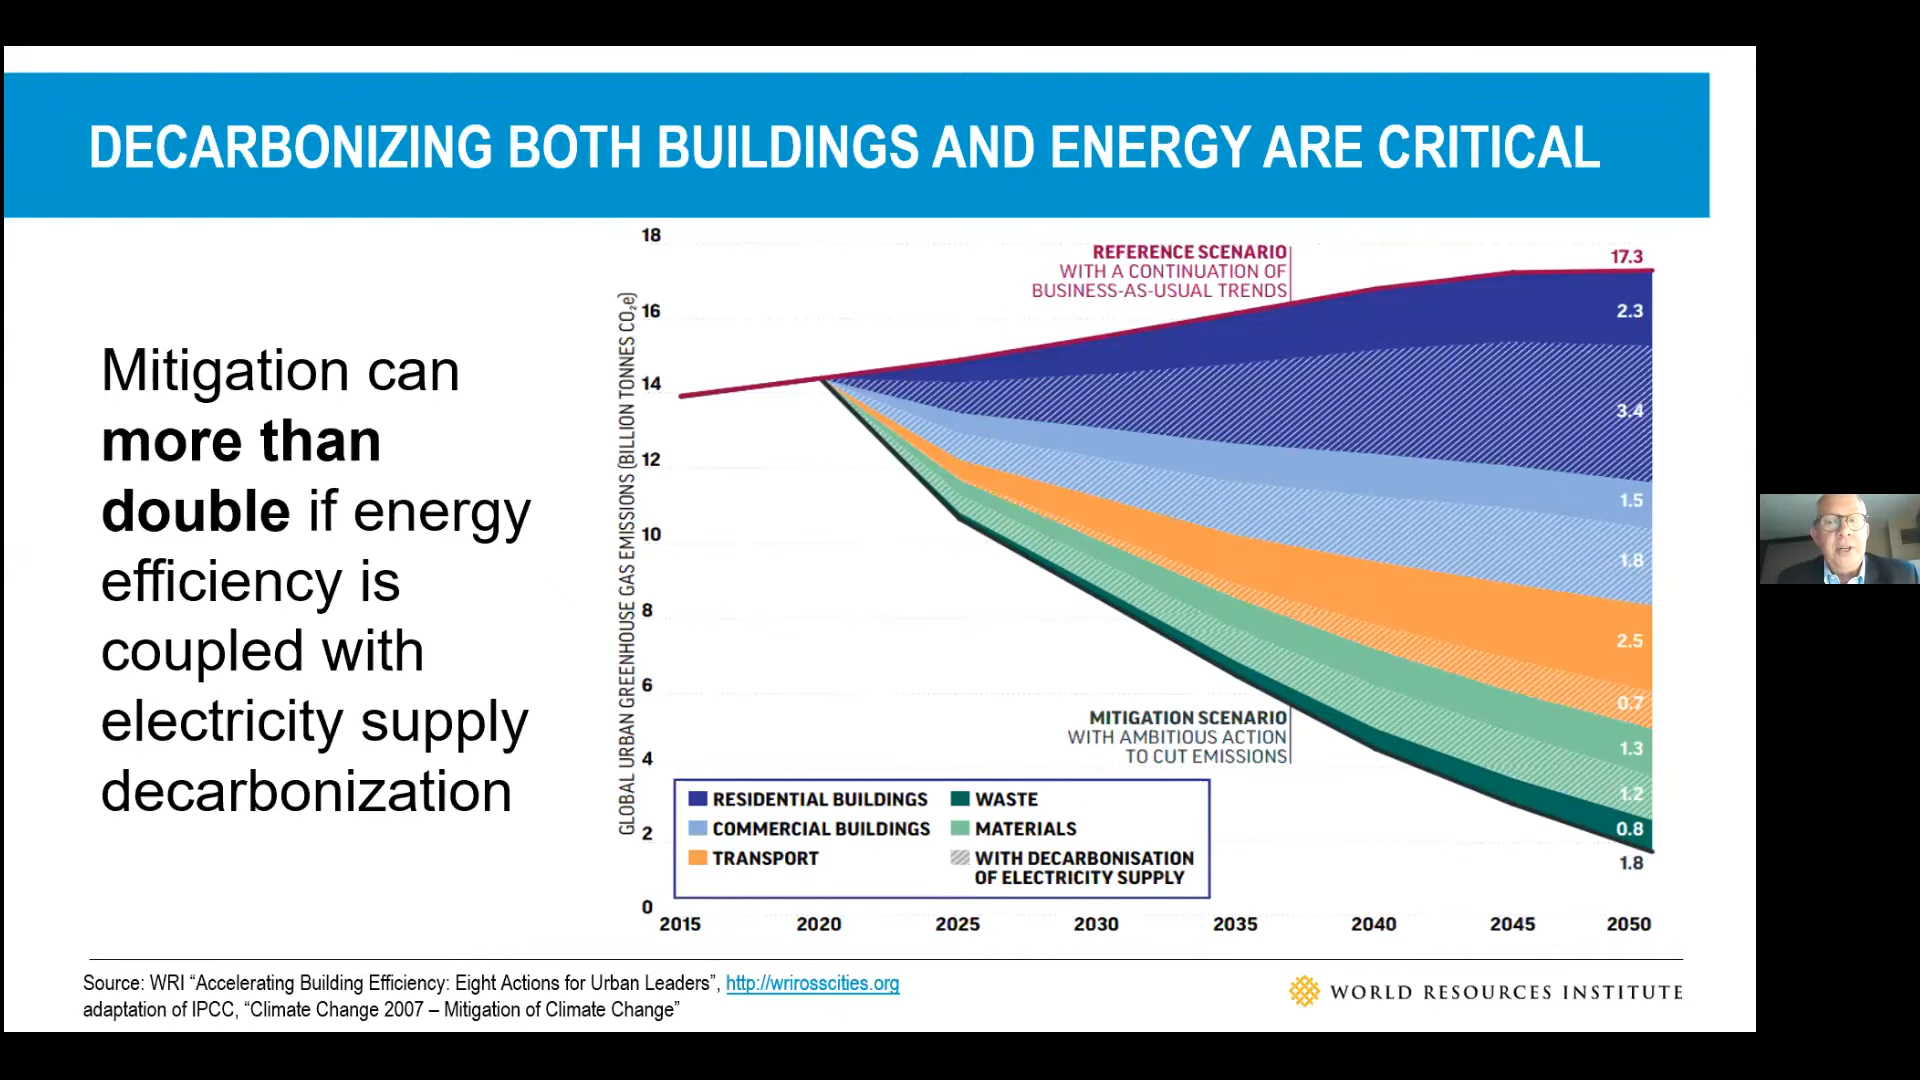 DECARBONIZING BOTH BUILDINGS AND ENERGY ARE CRITICAL
Mitigation can
more than
double if energy
efficiency is
coupled with
electricity supply
decarbonization
GLOBAL URBAN GREENHOUSE GAS EMISSIONS (BILLION TONNES CO₂e)
18
16
14
12
10
8
6
4
2
0
REFERENCE SCENARIO
WITH A CONTINUATION OF
BUSINESS-AS-USUAL TRENDS
17.3
2.3
3.4
1.5
1.8
2.5
0.7
1.3
1.2
0.8
1.8
MITIGATION SCENARIO
WITH AMBITIOUS ACTION
TO CUT EMISSIONS
RESIDENTIAL BUILDINGS
COMMERCIAL BUILDINGS
TRANSPORT
WASTE
MATERIALS
WITH DECARBONISATION
OF ELECTRICITY SUPPLY
2015 2020 2025 2030 2035 2040 2045 2050
Source: WRI “Accelerating Building Efficiency: Eight Actions for Urban Leaders”, http://wrirosscities.org
adaptation of IPCC, “Climate Change 2007 – Mitigation of Climate Change”
WORLD RESOURCES INSTITUTE